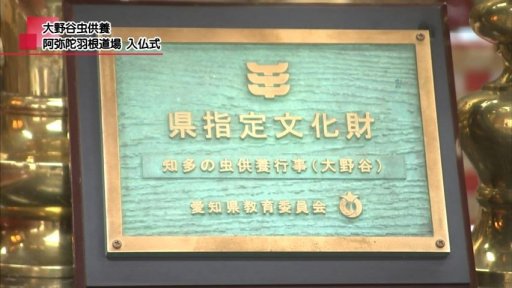 大野谷虫供養
阿弥陀羽根道場 入仏式
県指定文化財
知多の虫供養行事(大野谷)
愛知県教育委員会